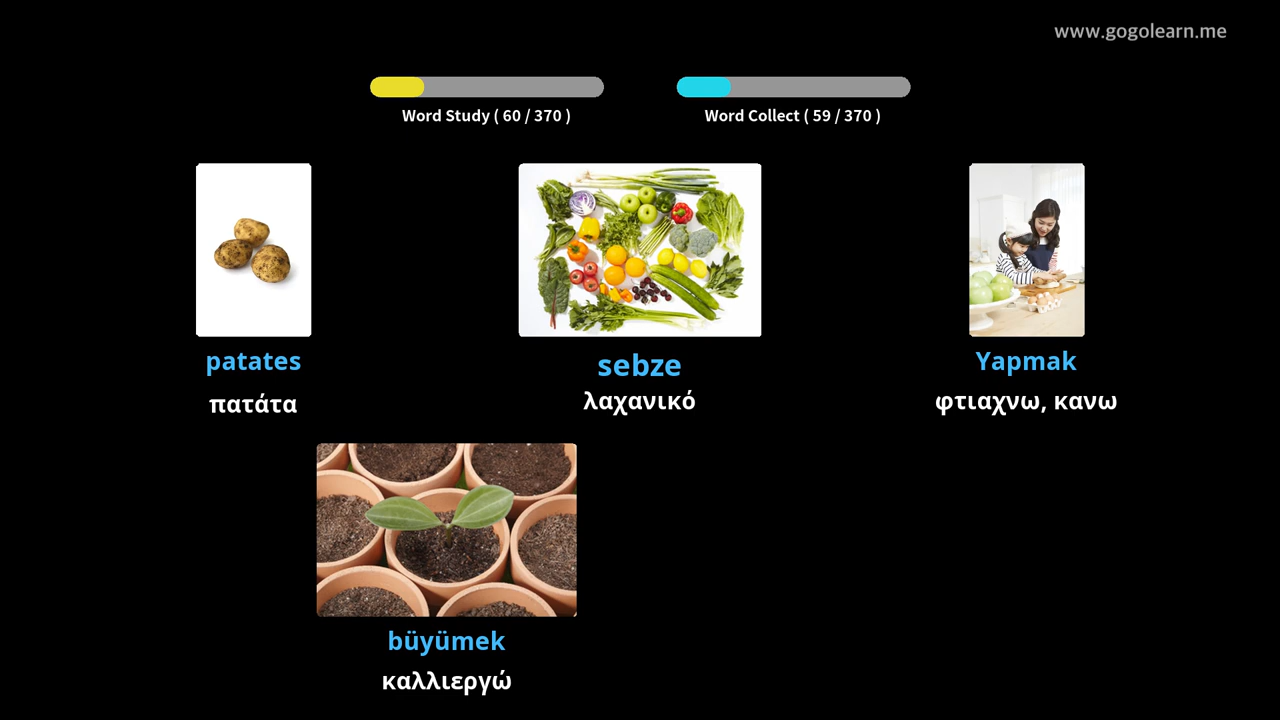 www.gogolearn.me
Word Study ( 60 / 370 )
Word Collect ( 59 / 370 )
patates
πατάτα
sebze
λαχανικό
Yapmak
φτιαχνω, κανω
büyümek
καλλιεργώ